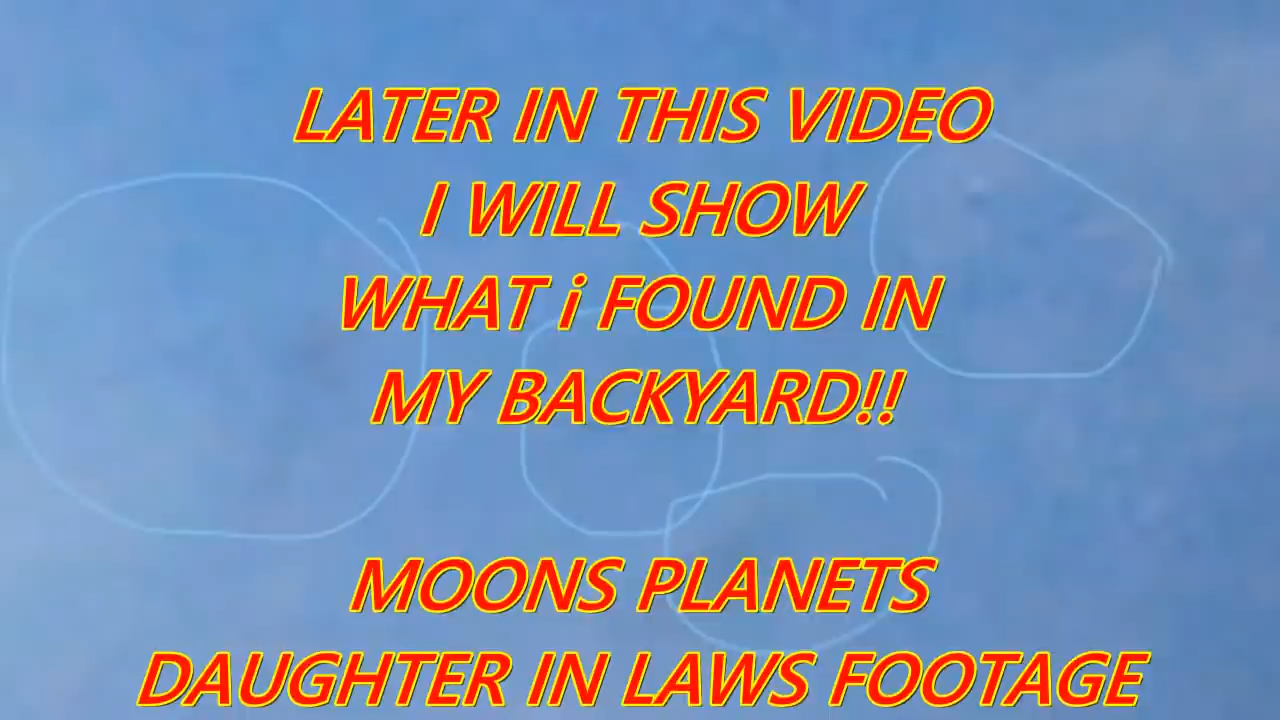 LATER IN THIS VIDEO
I WILL SHOW
WHAT i FOUND IN
MY BACKYARD!!
MOONS PLANETS
DAUGHTER IN LAWS FOOTAGE